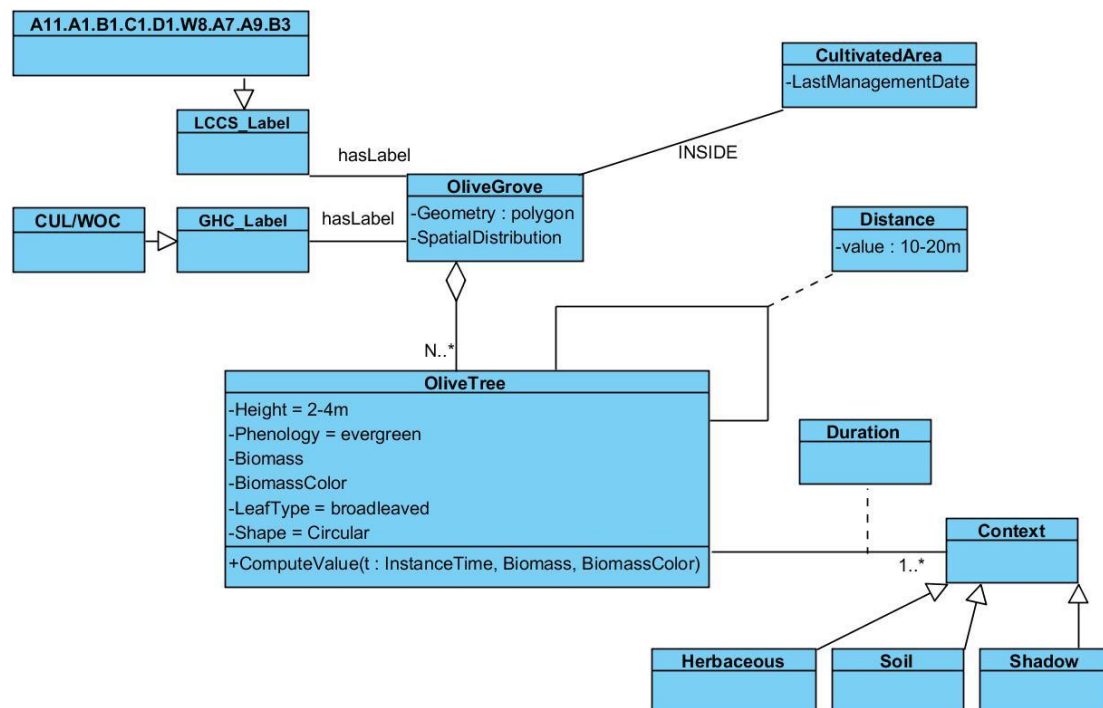 A11.A1.B1.C1.D1.W8.A7.A9.B3
CultivatedArea
-LastManagementDate
LCCS_Label
hasLabel
INSIDE
OliveGrove
-Geometry : polygon
-SpatialDistribution
CUL/WOC
GHC_Label
hasLabel
Distance
-value : 10-20m
N..*
OliveTree
-Height = 2-4m
-Phenology = evergreen
-Biomass
-BiomassColor
-LeafType = broadleaved
-Shape = Circular
+ComputeValue(t : InstanceTime, Biomass, BiomassColor)
Duration
Context
1..*
Herbaceous
Soil
Shadow